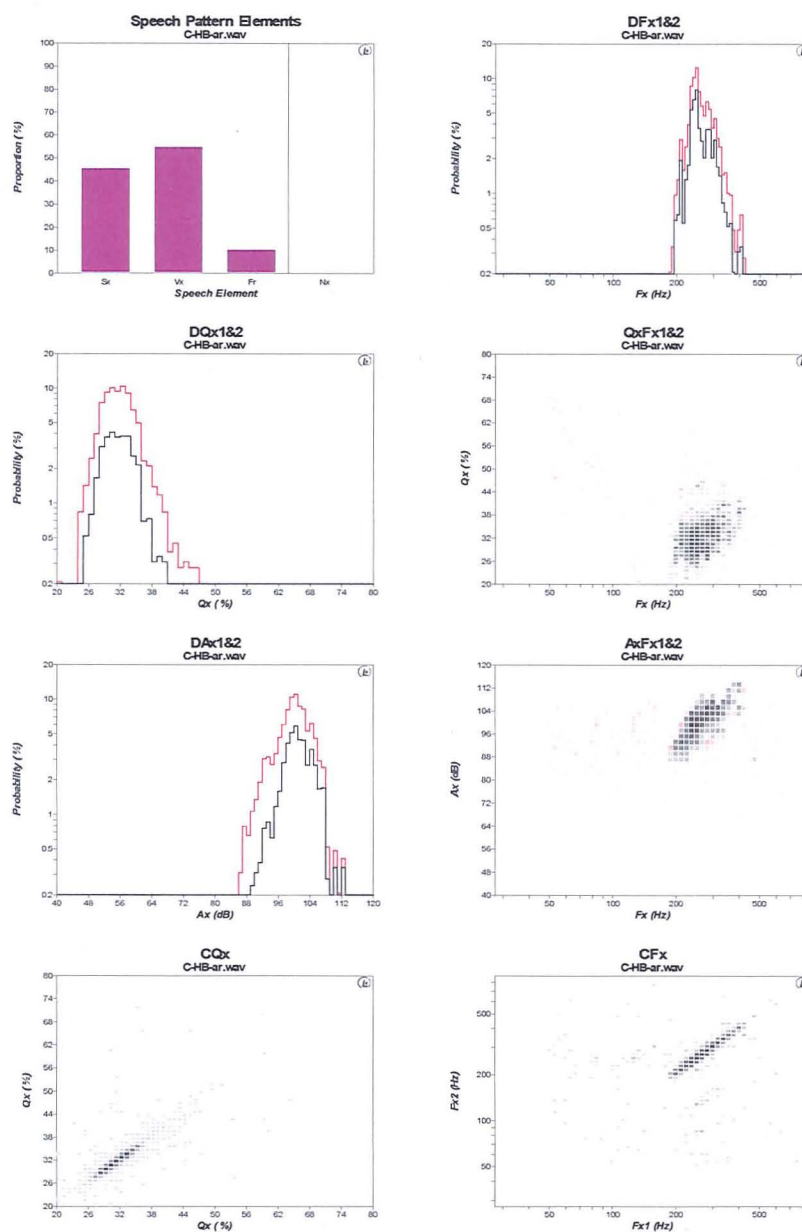 Speech Pattern Elements
C-HB-ar.wav
Proportion (%)
100
90
80
70
60
50
40
30
20
10
0
Sx Vx Fr Nx
Speech Element
DFx1&2
C-HB-ar.wav
Probability (%)
20
10
5
2
1
0.5
0.2
50 100 200 500
Fx (Hz)
DQx1&2
C-HB-ar.wav
Probability (%)
20
10
5
2
1
0.5
0.2
20 26 32 38 44 50 56 62 68 74 80
Qx (%)
QxFx1&2
C-HB-ar.wav
Qx (%)
80
74
68
62
56
50
44
38
32
26
20
50 100 200 500
Fx (Hz)
DAx1&2
C-HB-ar.wav
Probability (%)
20
10
5
2
1
0.5
0.2
40 48 56 64 72 80 88 96 104 112 120
Ax (dB)
AxFx1&2
C-HB-ar.wav
Ax (dB)
120
112
104
96
88
80
72
64
56
48
40
50 100 200 500
Fx (Hz)
CQx
C-HB-ar.wav
Qx (%)
80
74
68
62
56
50
44
38
32
26
20
20 26 32 38 44 50 56 62 68 74 80
Qx (%)
CFx
C-HB-ar.wav
Fx2 (Hz)
500
200
100
50
50 100 200 500
Fx1 (Hz)